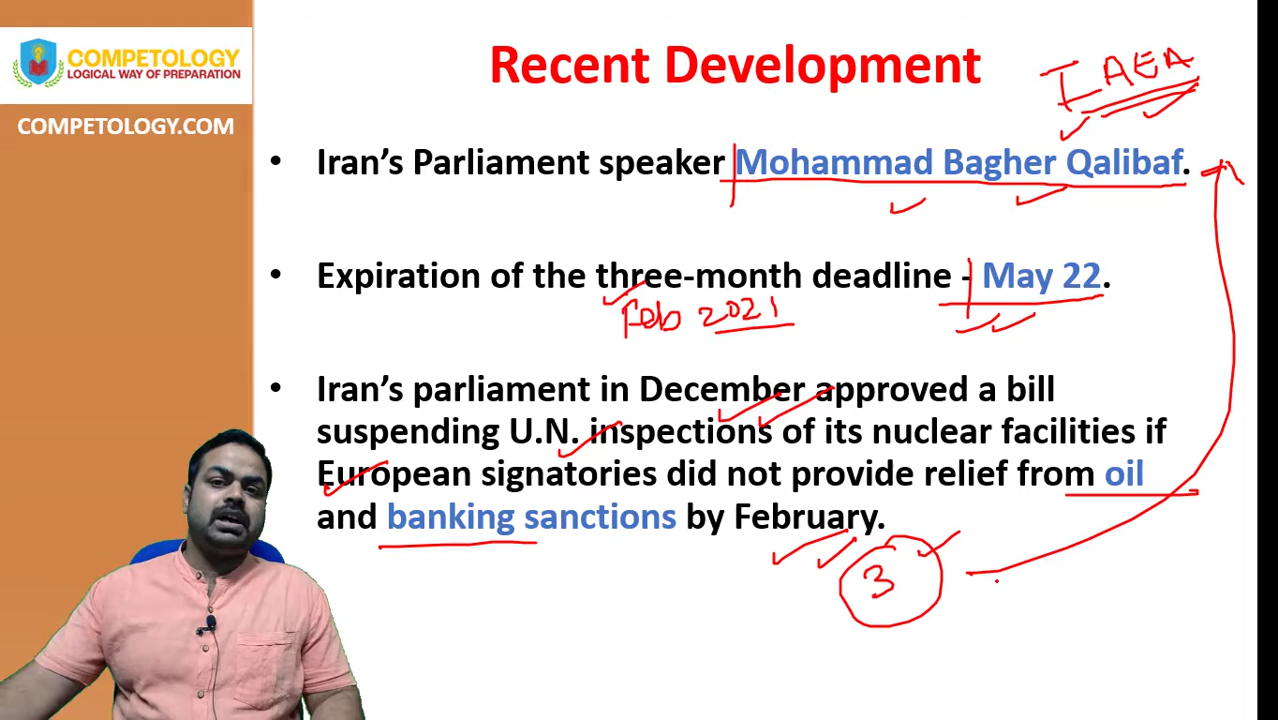 COMPETOLOGY
LOGICAL WAY OF PREPARATION
COMPETOLOGY.COM
Recent Development
IAEA
• Iran’s Parliament speaker Mohammad Bagher Qalibaf.
• Expiration of the three-month deadline - May 22.
Feb 2021
• Iran’s parliament in December approved a bill
suspending U.N. inspections of its nuclear facilities if
European signatories did not provide relief from oil
and banking sanctions by February.
3